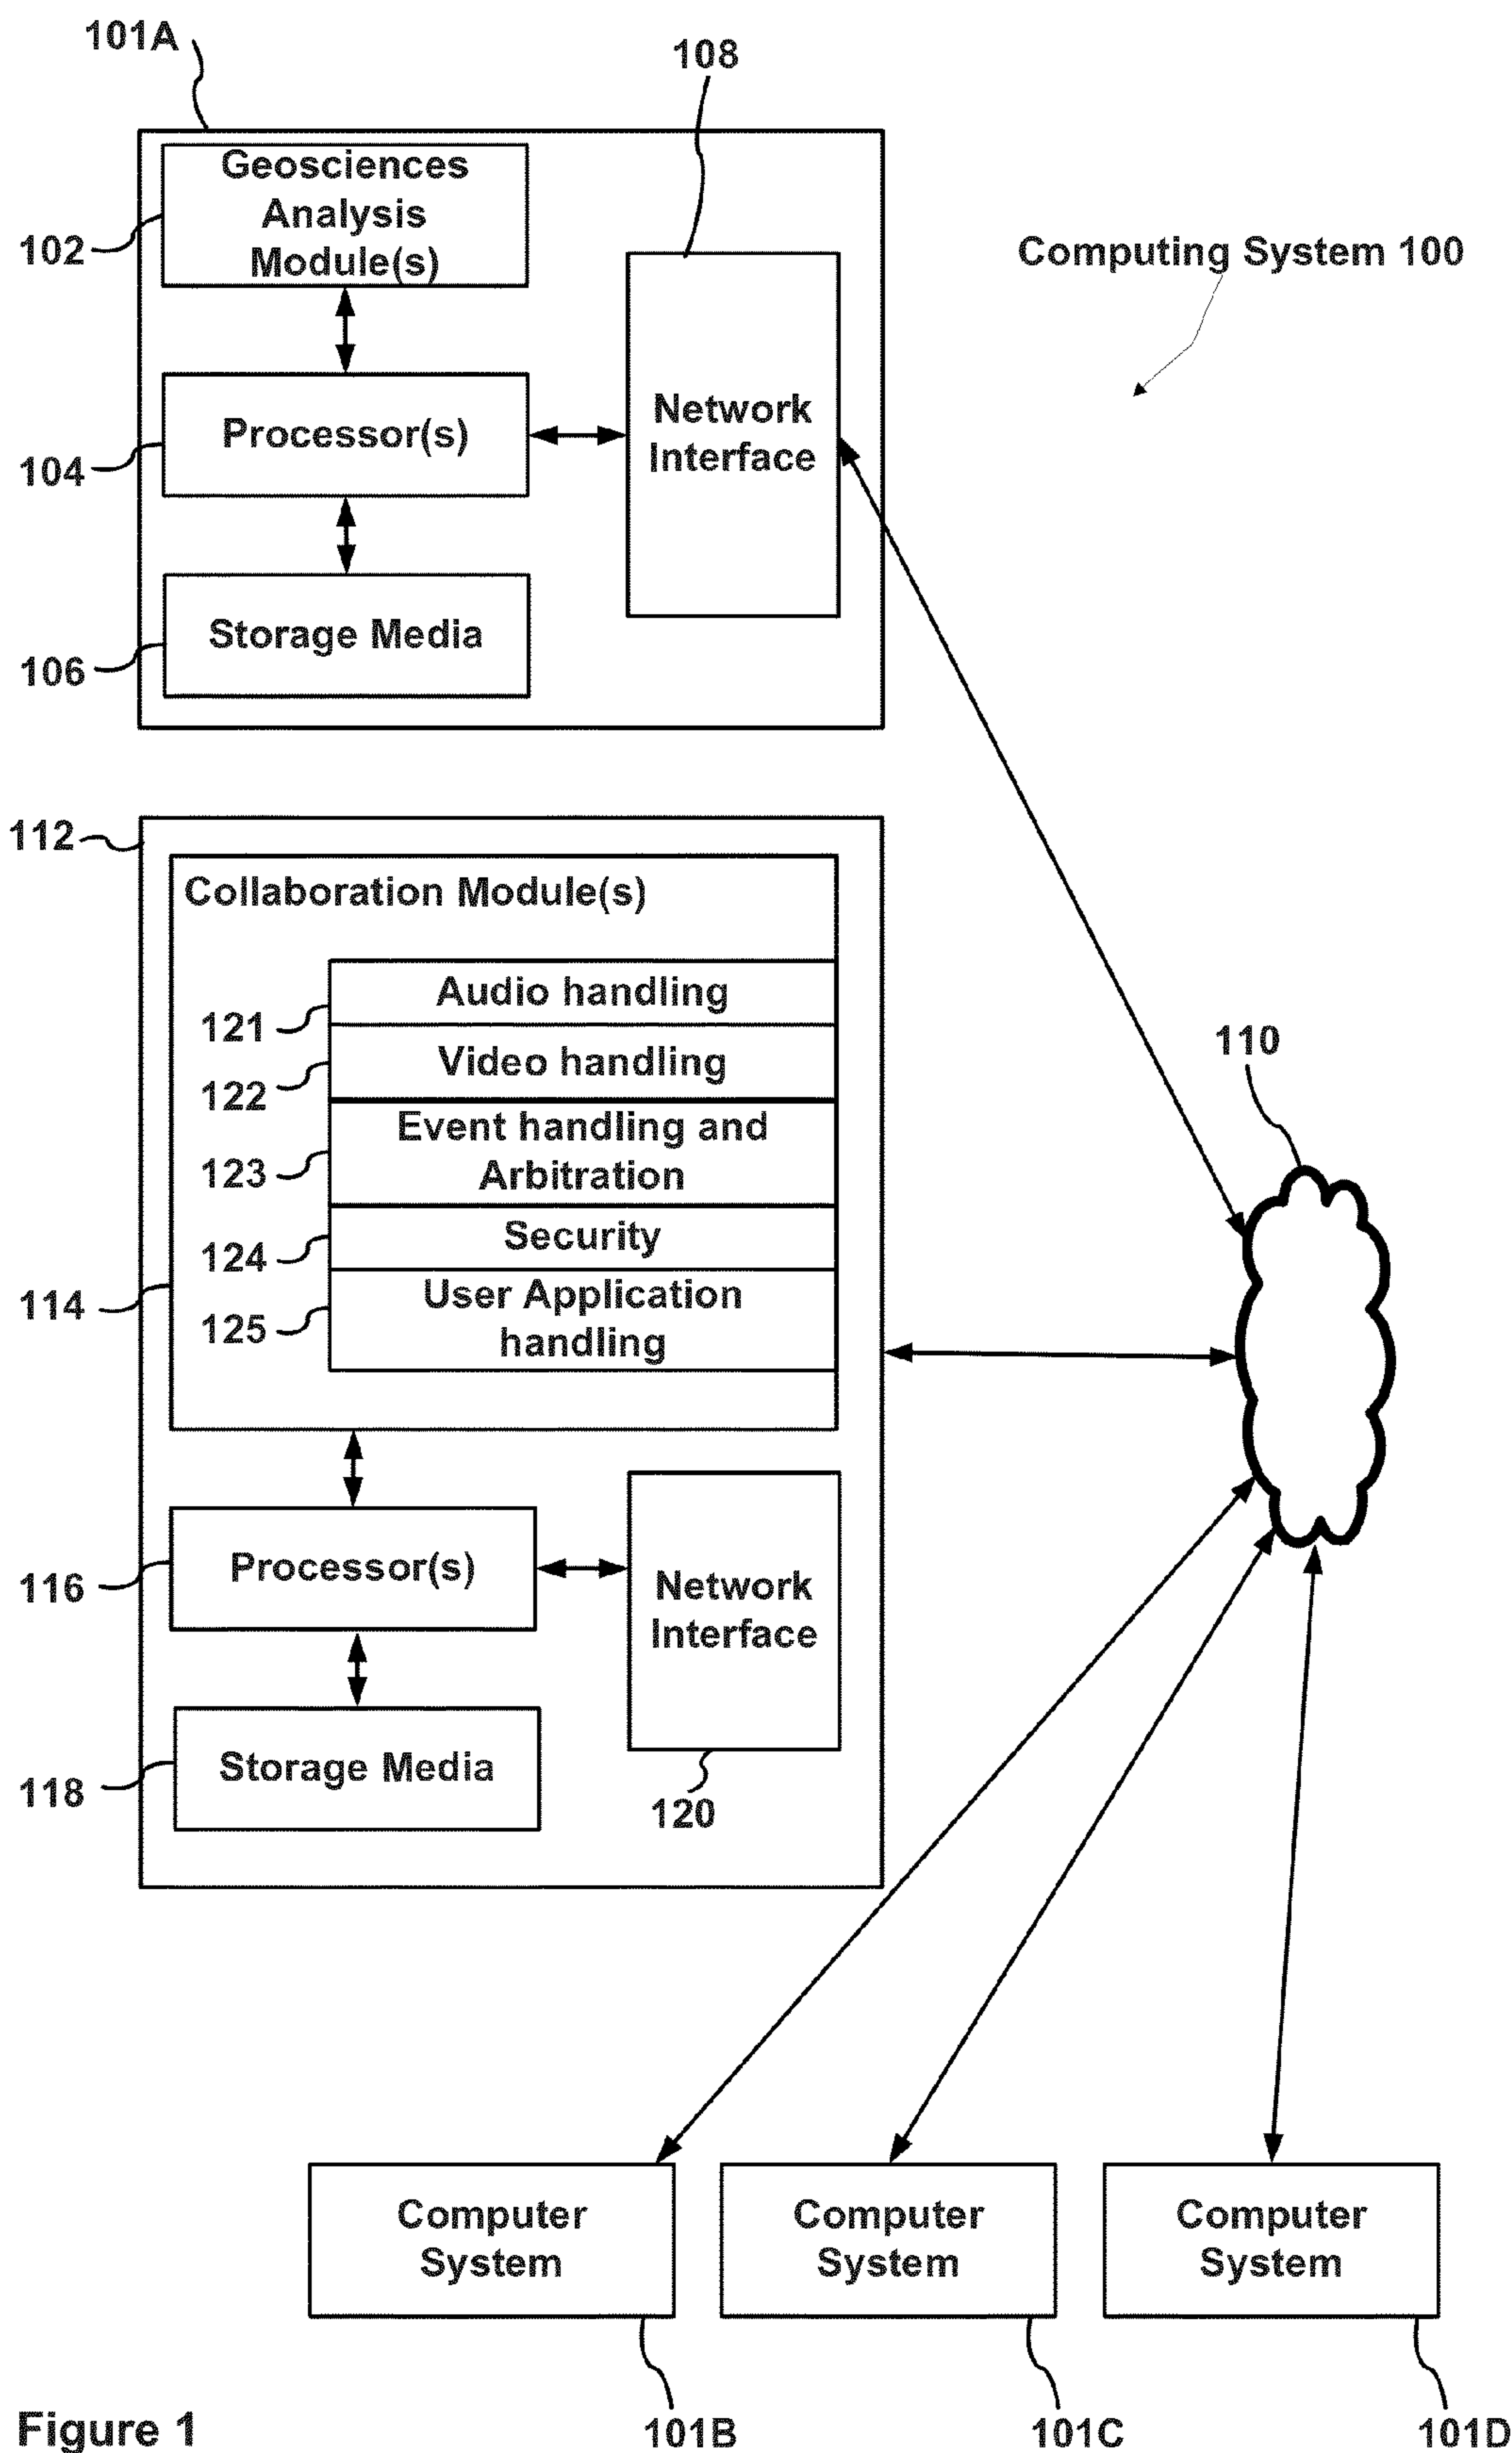 101A
108
Geosciences
Analysis
Module(s)
102
Computing System 100
Network
Interface
Processor(s)
104
Storage Media
106
112
Collaboration Module(s)
Audio handling
121
Video handling
122
110
Event handling and
Arbitration
123
Security
124
User Application
handling
114
125
Processor(s)
116
Network
Interface
Storage Media
118
120
Computer
System
Computer
System
Computer
System
Figure 1
101B
101C
101D